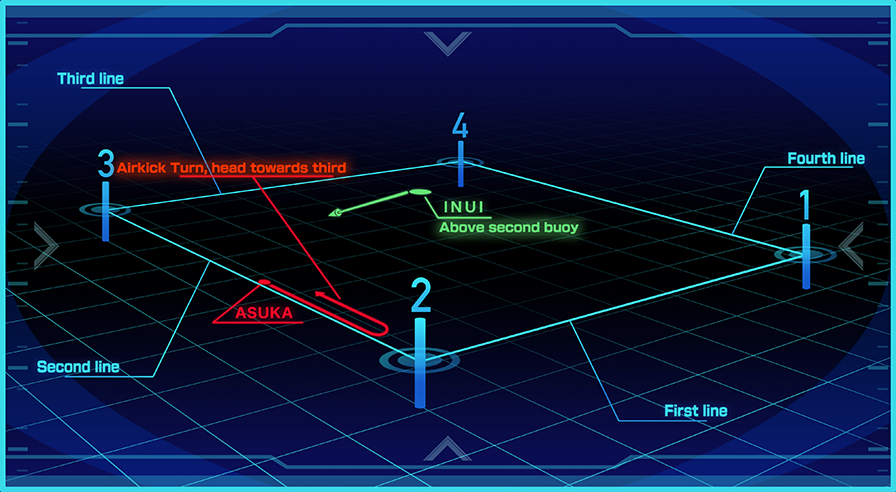 Third line
4
3
Airkick Turn, head towards third
Fourth line
INUI
Above second buoy
1
2
ASUKA
Second line
First line